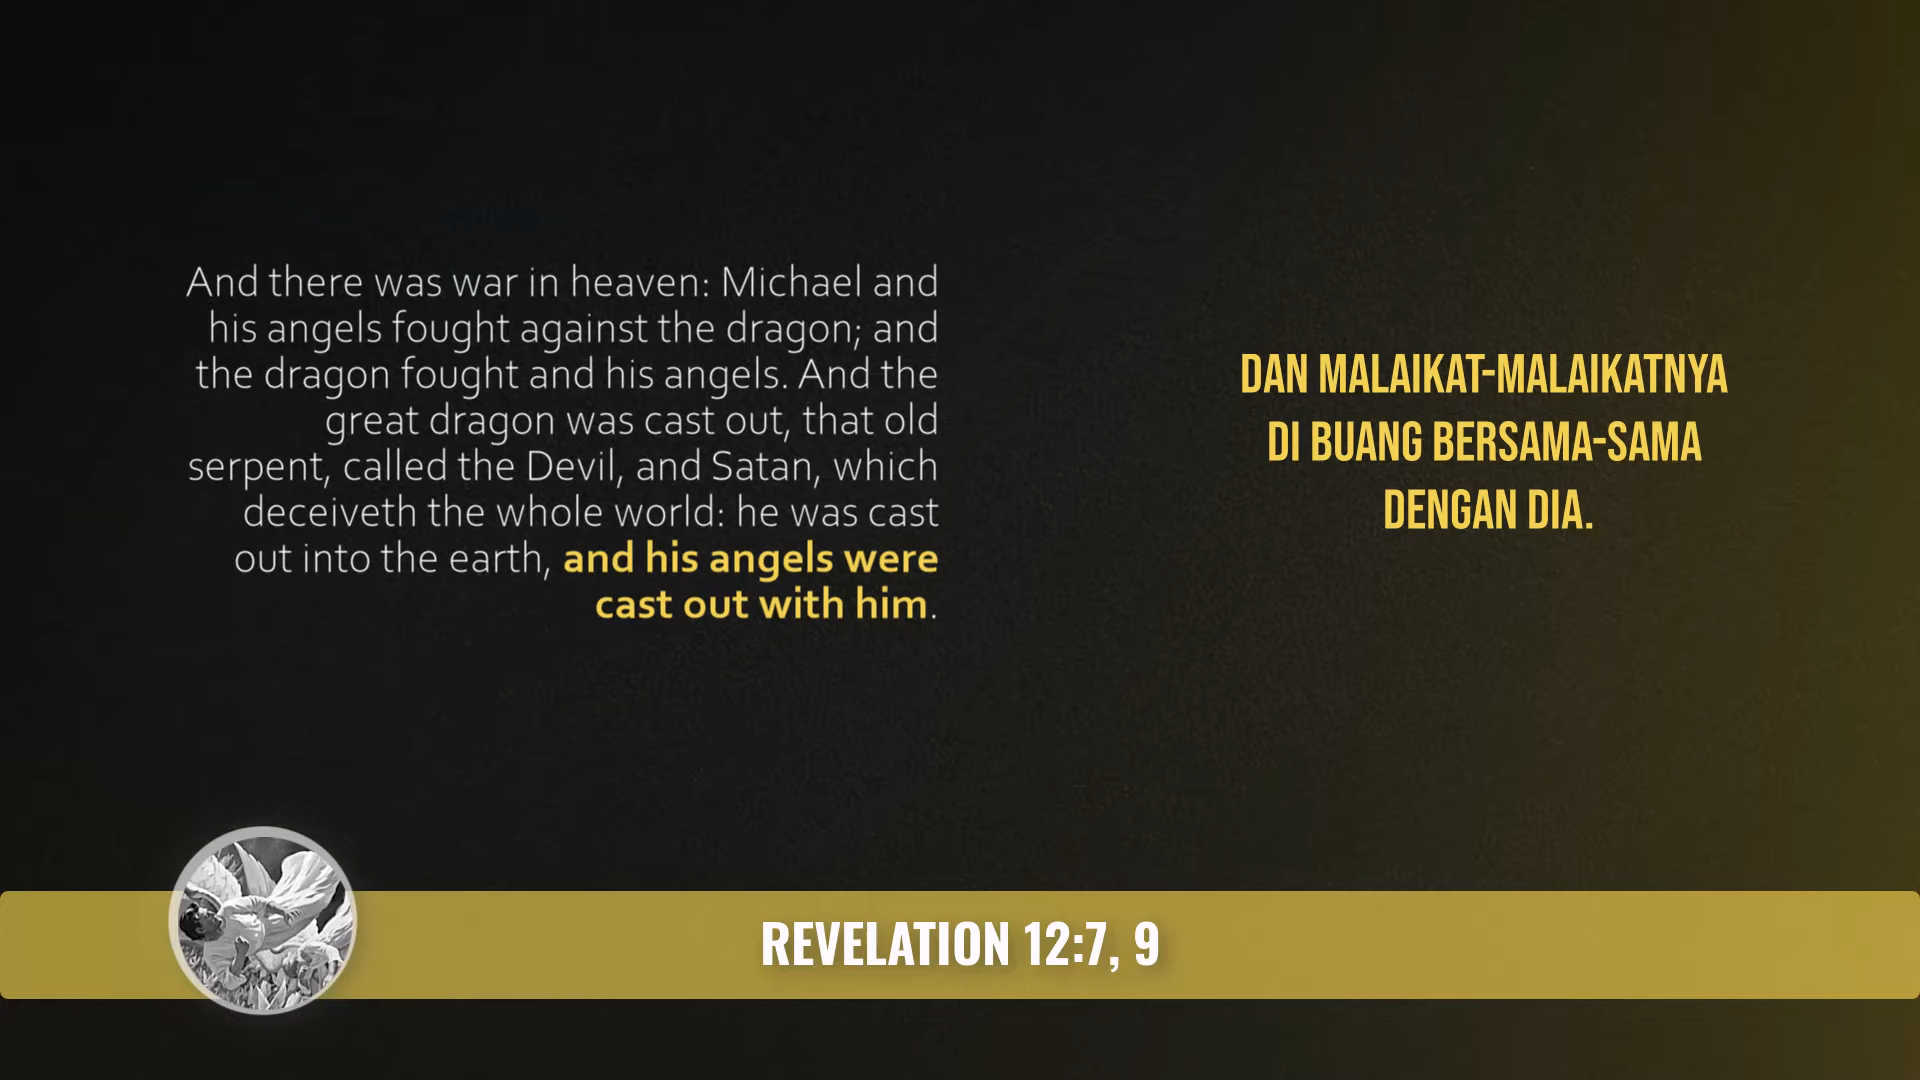 And there was war in heaven: Michael and
his angels fought against the dragon; and
the dragon fought and his angels. And the
great dragon was cast out, that old
serpent, called the Devil, and Satan, which
deceiveth the whole world: he was cast
out into the earth, and his angels were
cast out with him.
DAN MALAIKAT-MALAIKATNYA
DI BUANG BERSAMA-SAMA
DENGAN DIA.
REVELATION 12:7, 9